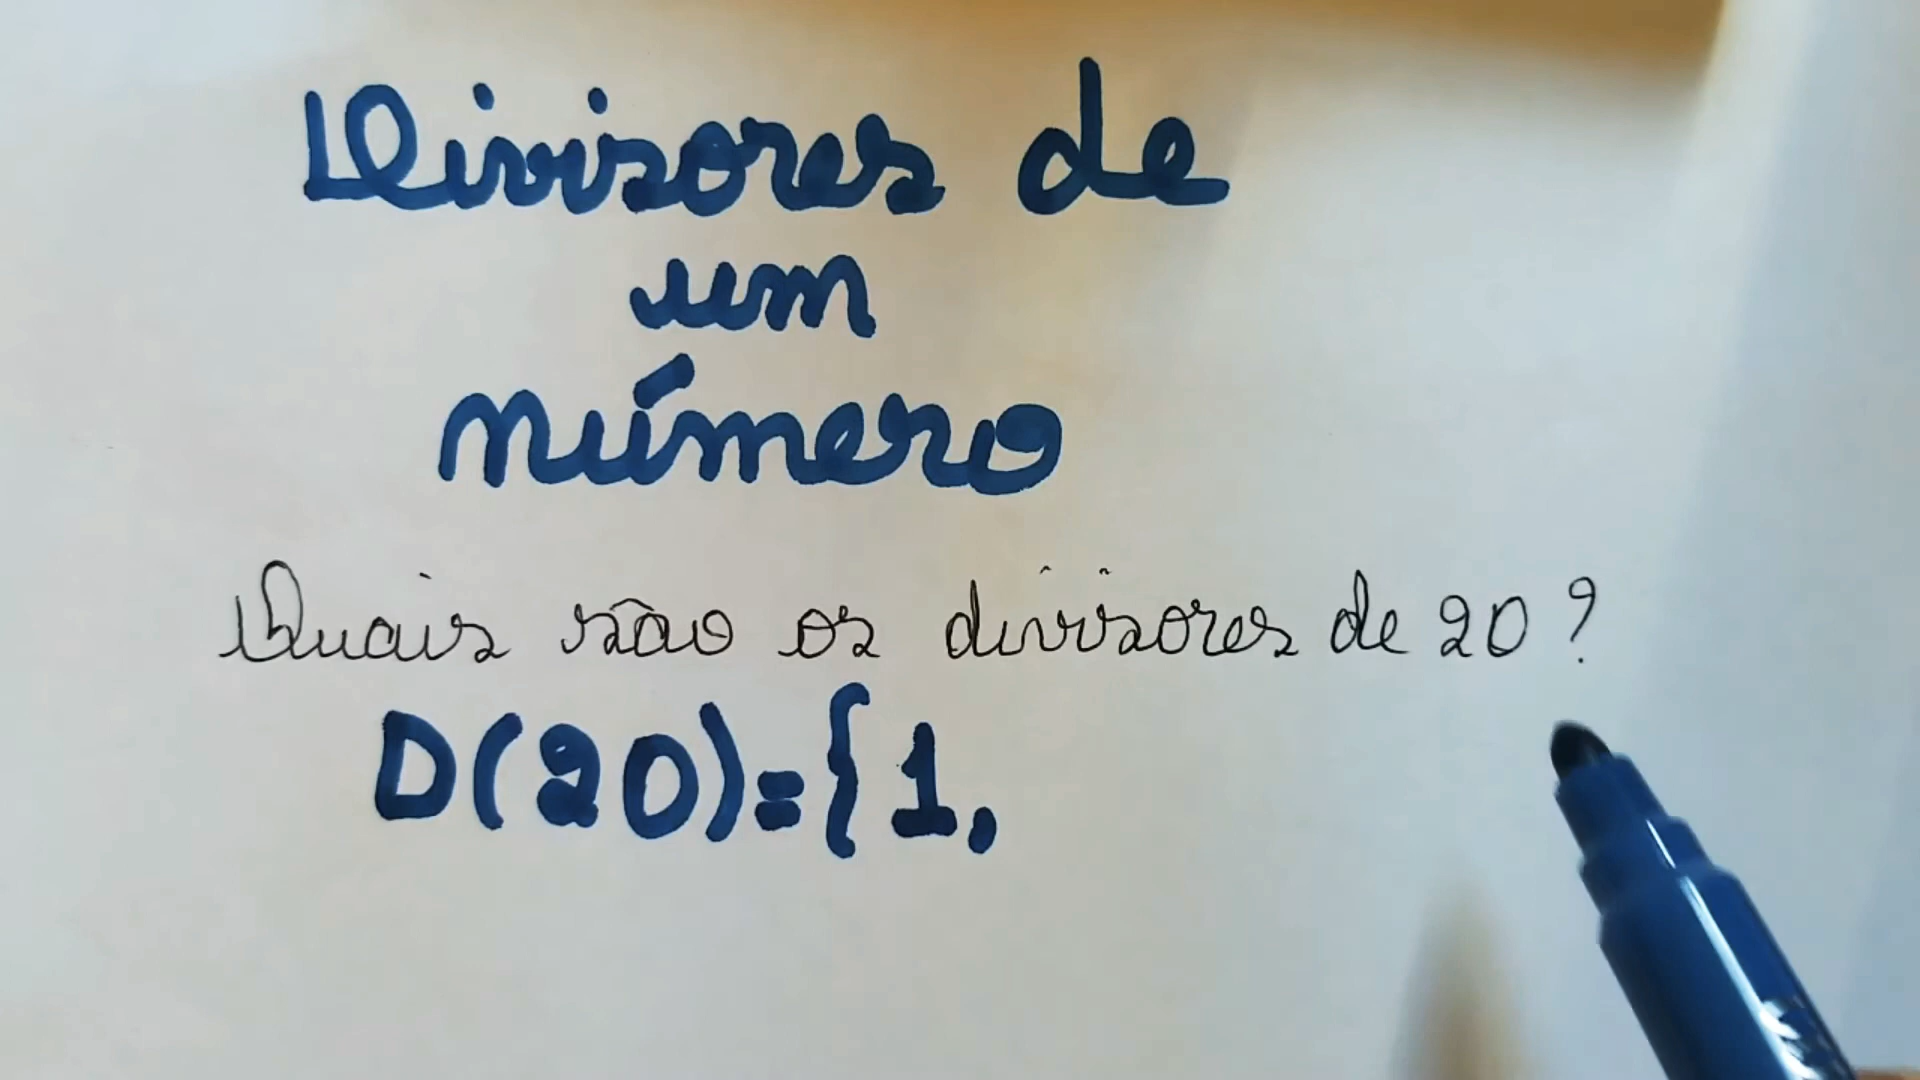 Divisores de
um
número
Quais são os divisores de 20?
D(20)={1,